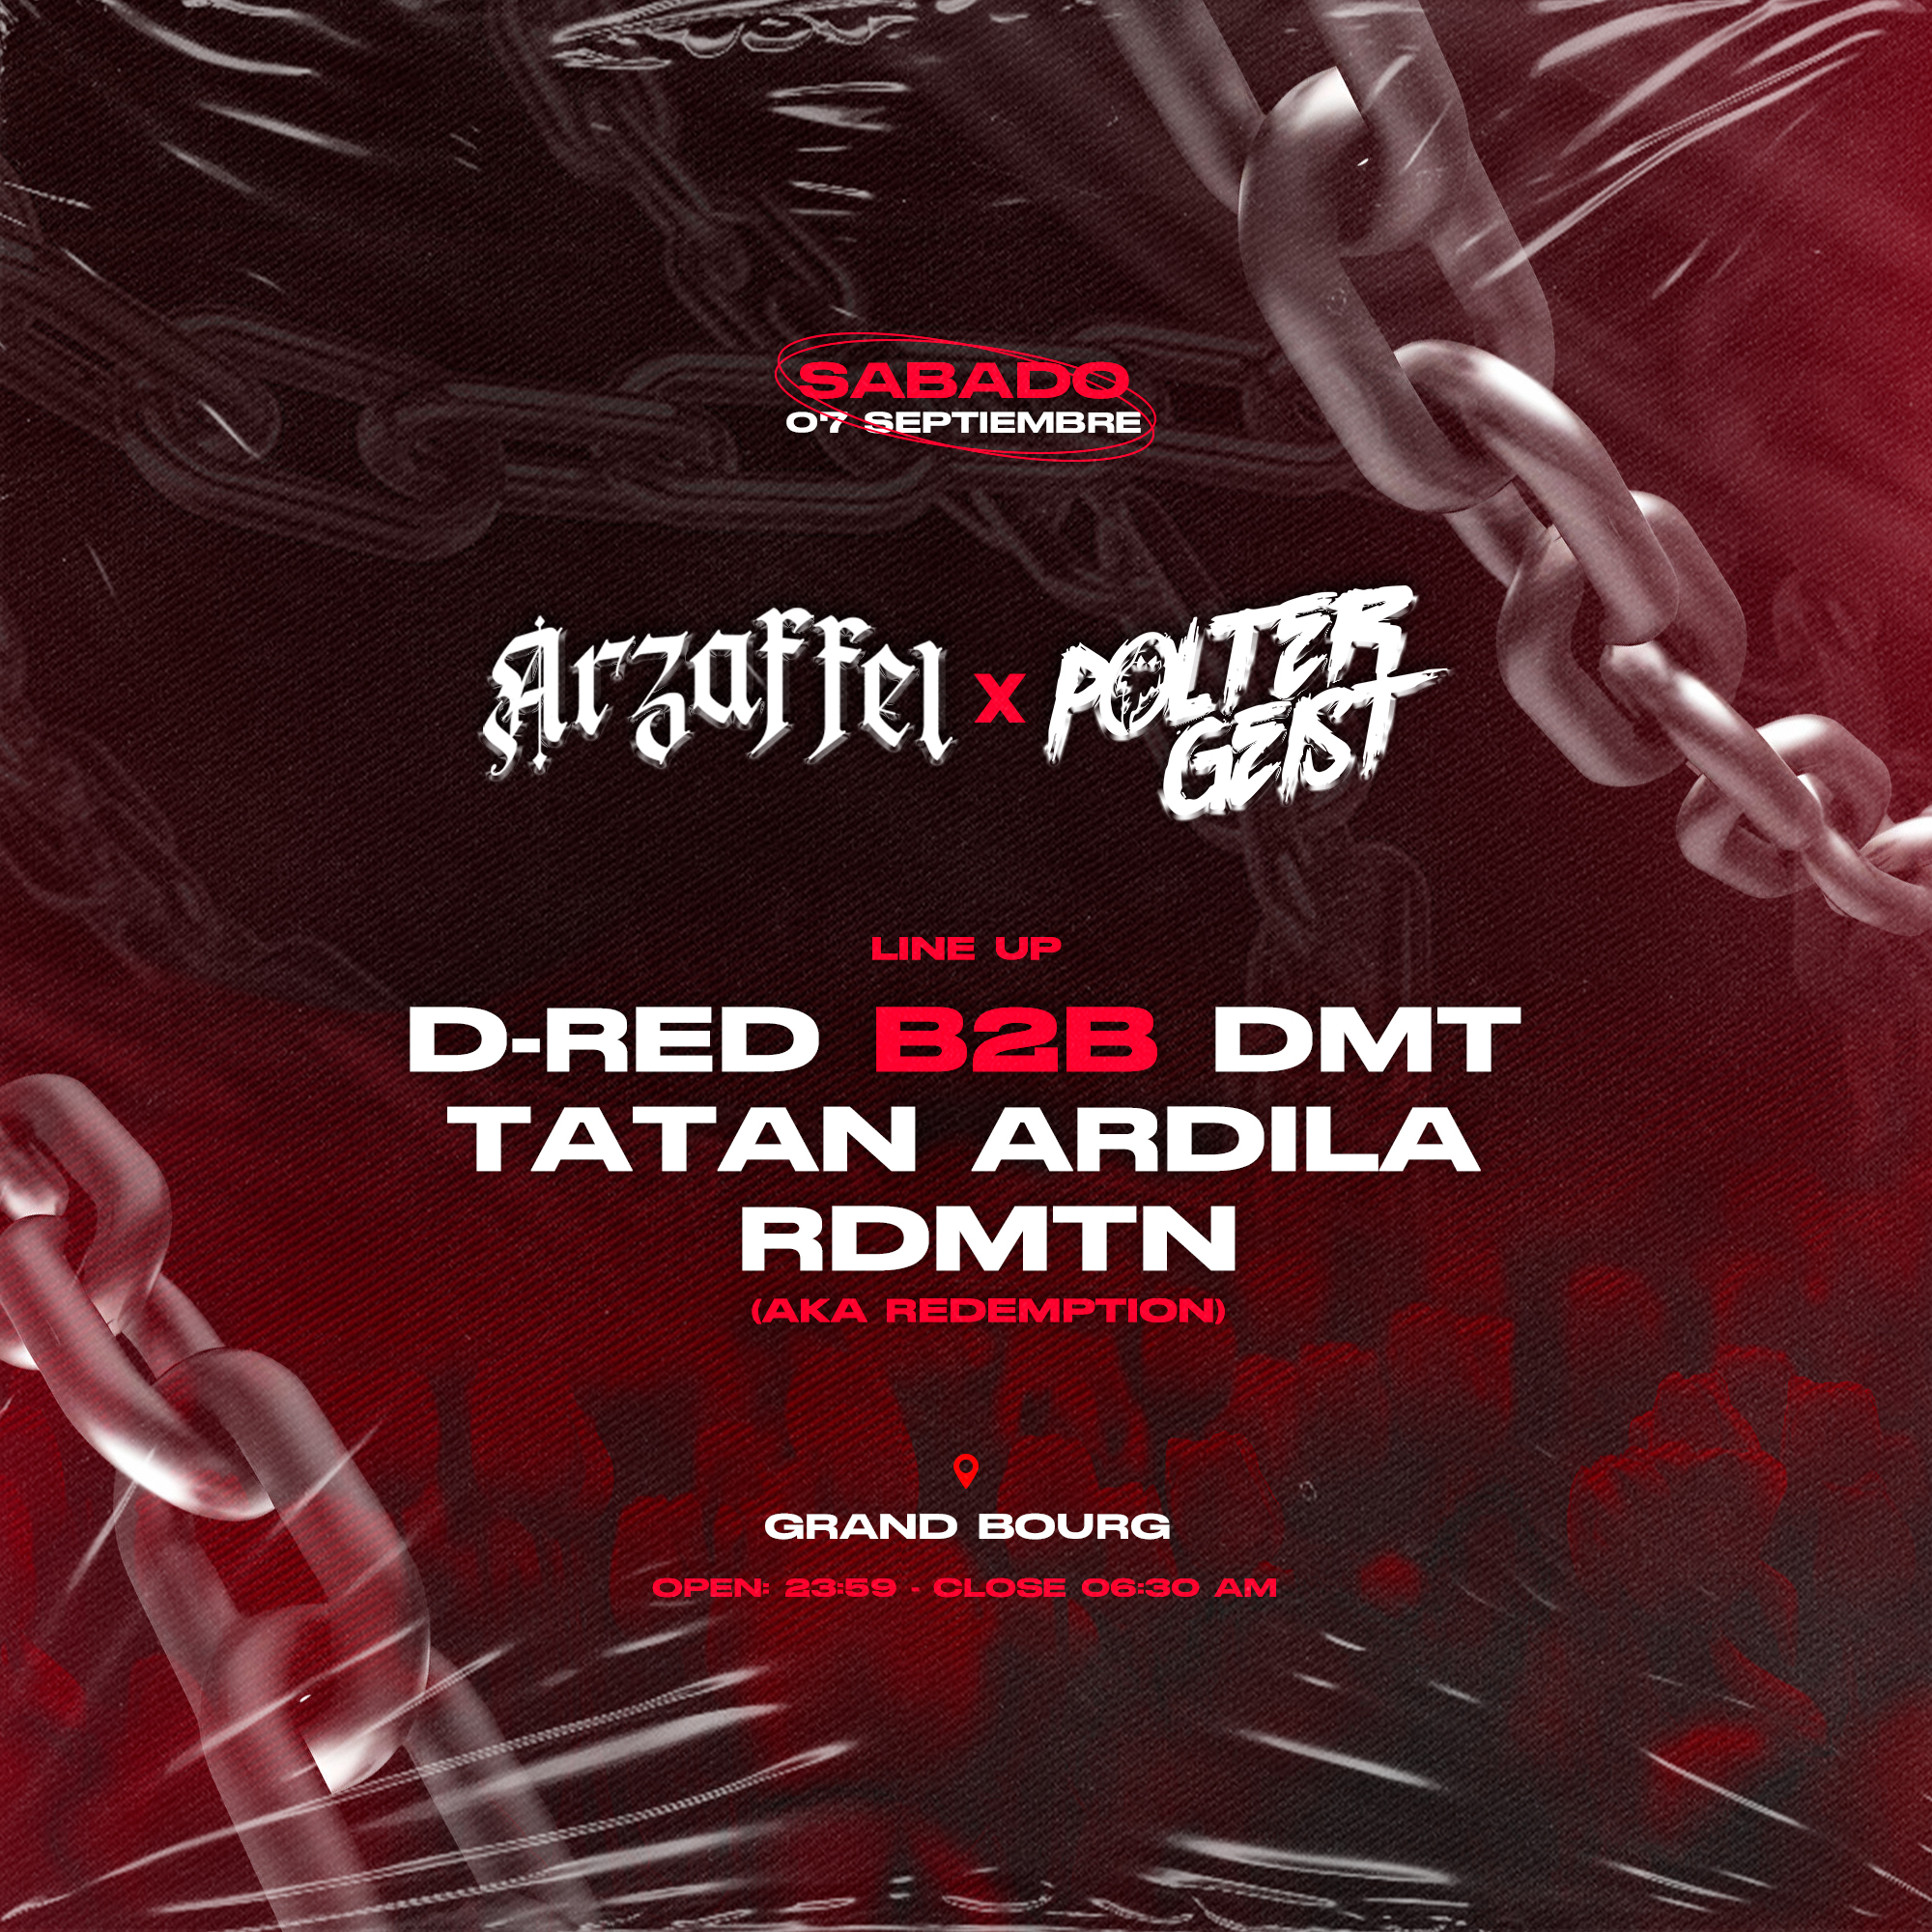 SABADO
07 SEPTIEMBRE
Arzaffel X POLTER GEIST
LINE UP
D-RED B2B DMT
TATAN ARDILA
RDMTN
(AKA REDEMPTION)
GRAND BOURG
OPEN: 23:59 - CLOSE 06:30 AM